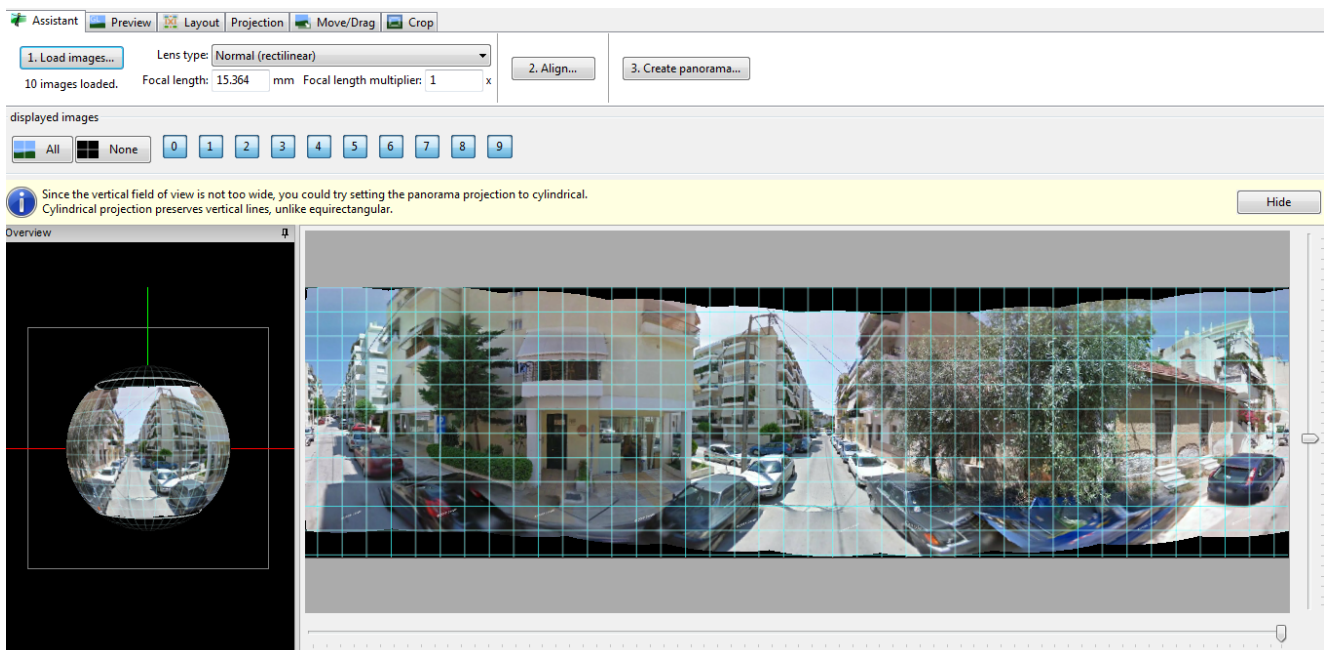 Assistant Preview Layout Projection Move/Drag Crop
1. Load images... Lens type: Normal (rectilinear) 2. Align... 3. Create panorama...
10 images loaded. Focal length: 15.364 mm Focal length multiplier: 1 x
displayed images
All None 0 1 2 3 4 5 6 7 8 9
Since the vertical field of view is not too wide, you could try setting the panorama projection to cylindrical.
Cylindrical projection preserves vertical lines, unlike equirectangular.
Hide
Overview